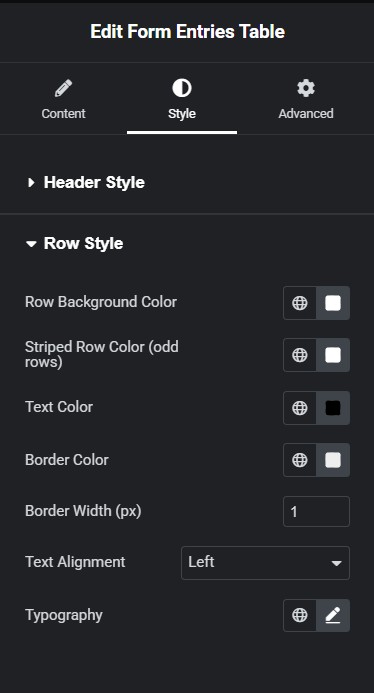 Edit Form Entries Table
Content
Style
Advanced
Header Style
Row Style
Row Background Color
Striped Row Color (odd
rows)
Text Color
Border Color
Border Width (px)
1
Text Alignment
Left
Typography